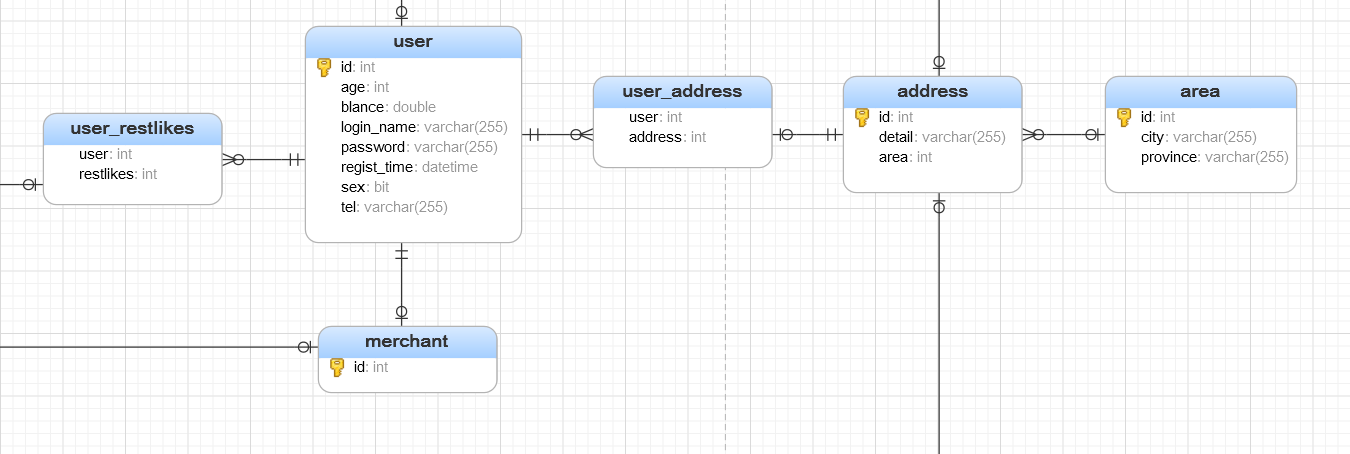 user
id: int
age: int
blance: double
login_name: varchar(255)
password: varchar(255)
regist_time: datetime
sex: bit
tel: varchar(255)
user_restlikes
user: int
restlikes: int
user_address
user: int
address: int
address
id: int
detail: varchar(255)
area: int
area
id: int
city: varchar(255)
province: varchar(255)
merchant
id: int